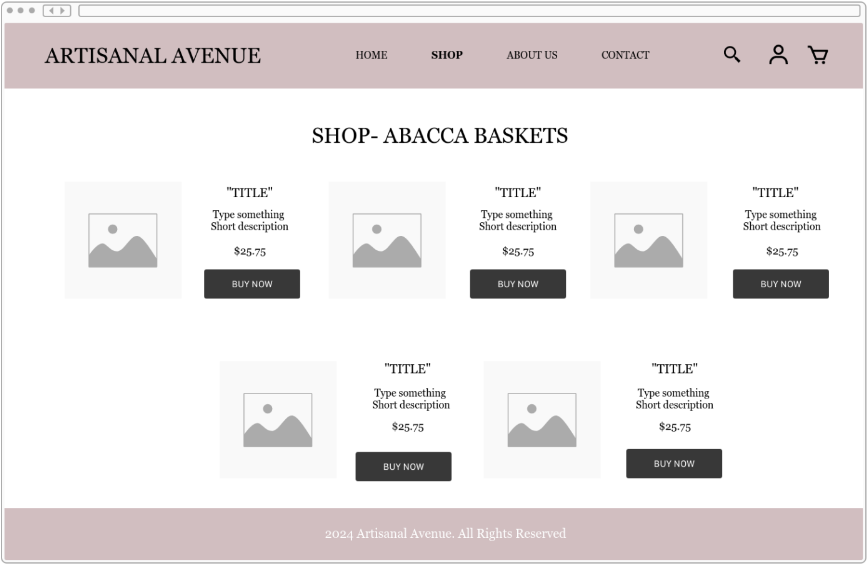 ARTISANAL AVENUE
HOME
SHOP
ABOUT US
CONTACT
SHOP- ABACCA BASKETS
"TITLE"
Type something
Short description
$25.75
BUY NOW
"TITLE"
Type something
Short description
$25.75
BUY NOW
"TITLE"
Type something
Short description
$25.75
BUY NOW
"TITLE"
Type something
Short description
$25.75
BUY NOW
"TITLE"
Type something
Short description
$25.75
BUY NOW
2024 Artisanal Avenue. All Rights Reserved